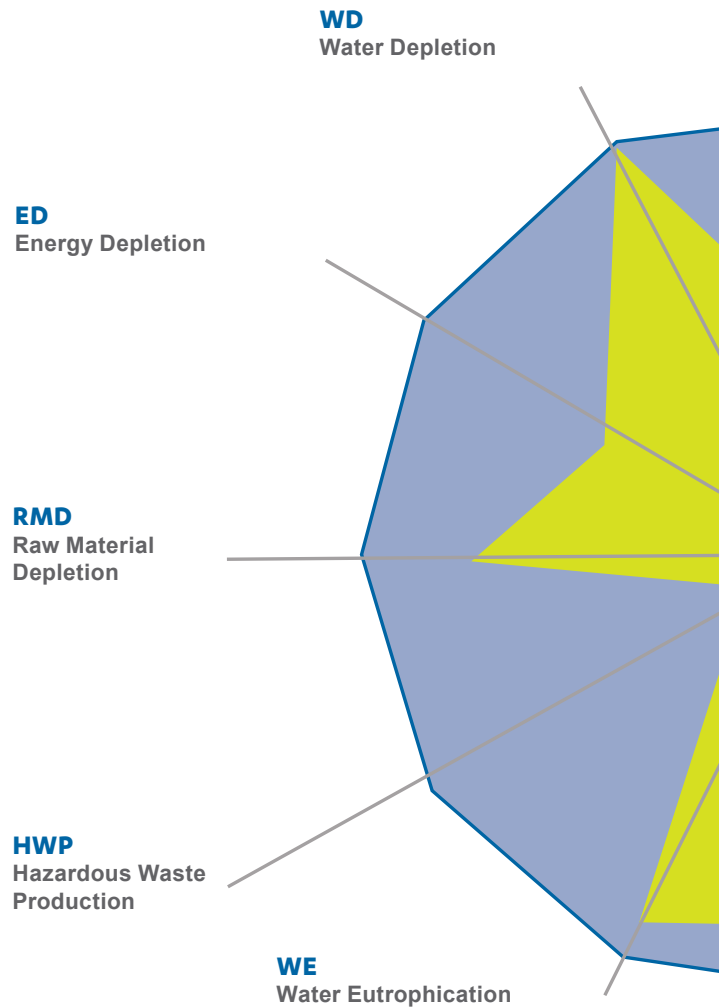 WD
Water Depletion
ED
Energy Depletion
RMD
Raw Material
Depletion
HWP
Hazardous Waste
Production
WE
Water Eutrophication